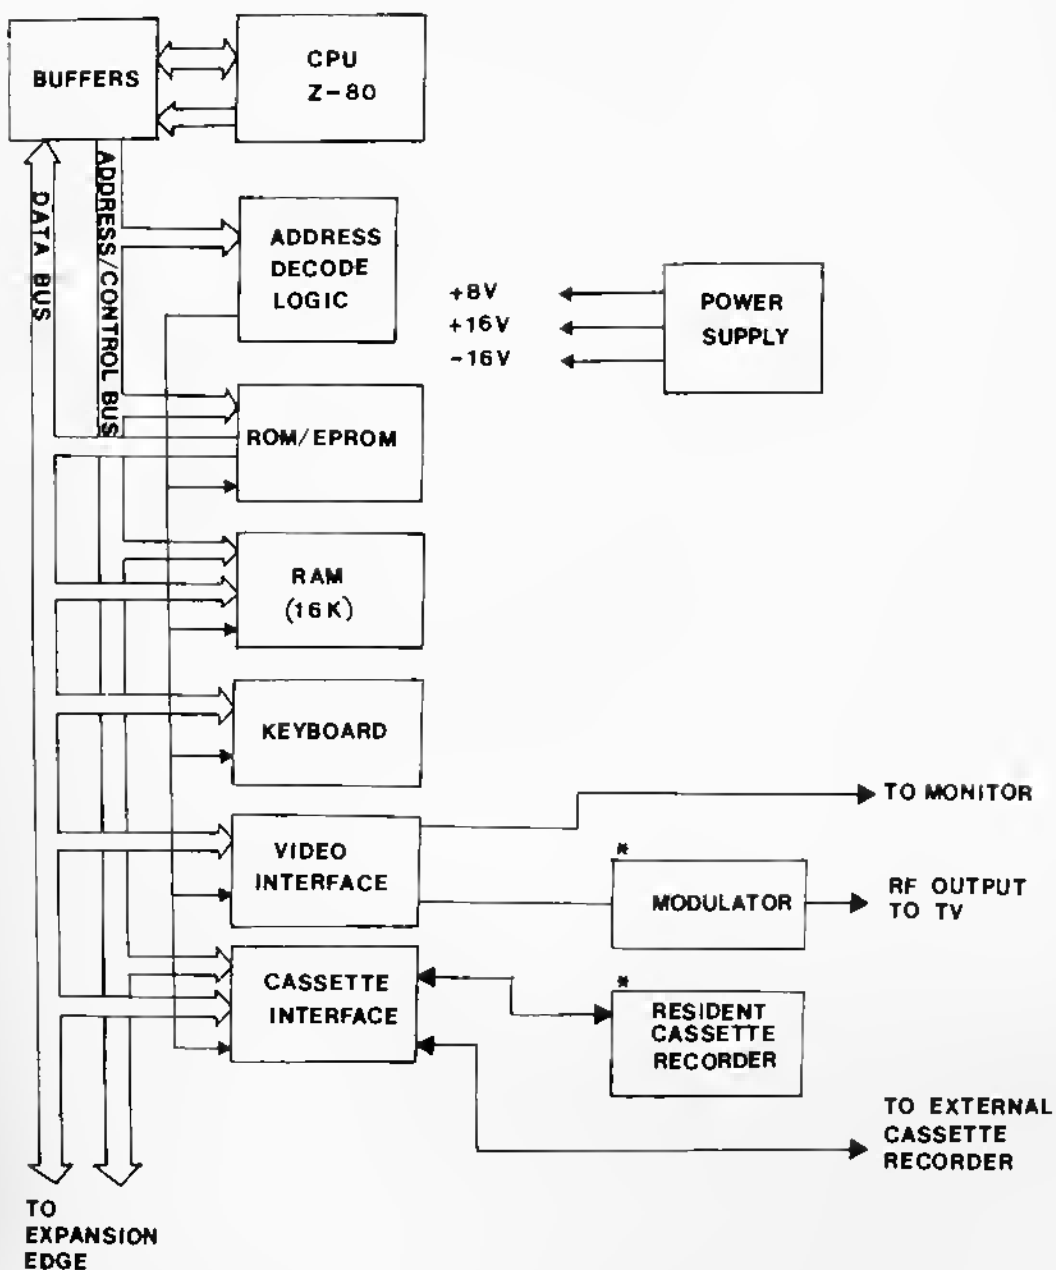 BUFFERS
CPU
Z-80
DATA BUS
ADDRESS/CONTROL BUS
ADDRESS
DECODE
LOGIC
+8V
+16V
-16V
POWER
SUPPLY
ROM/EPROM
RAM
(16K)
KEYBOARD
TO MONITOR
VIDEO
INTERFACE
*
MODULATOR
RF OUTPUT
TO TV
CASSETTE
INTERFACE
*
RESIDENT
CASSETTE
RECORDER
TO EXTERNAL
CASSETTE
RECORDER
TO
EXPANSION
EDGE